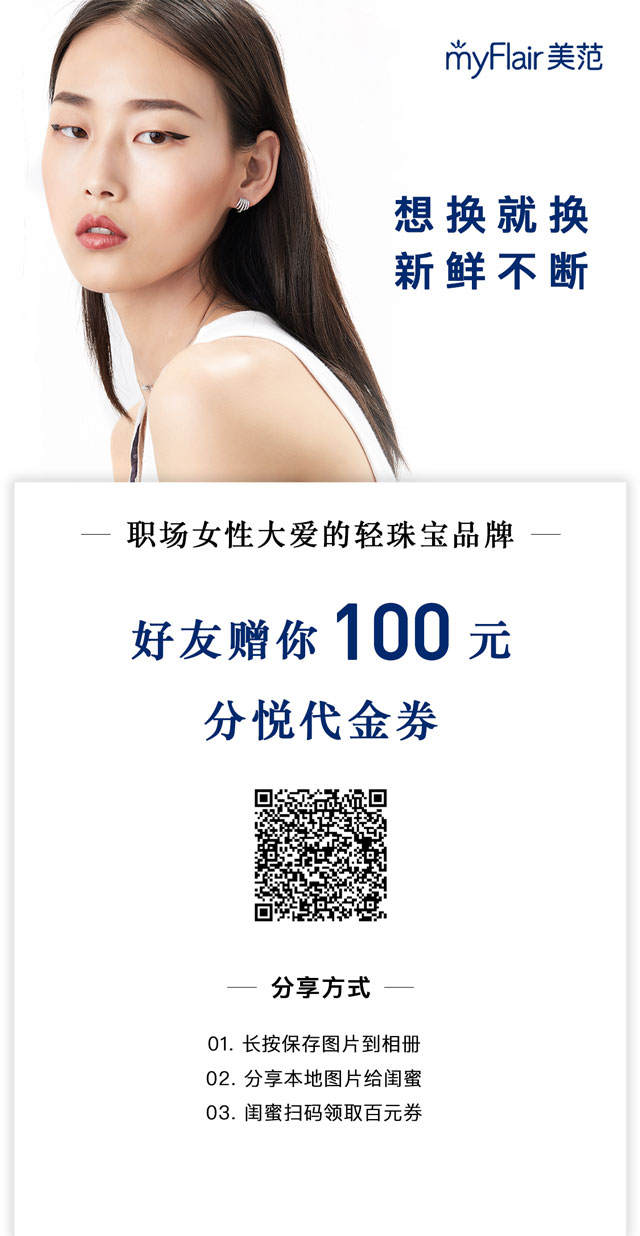 myFlair美范
想换就换
新鲜不断
职场女性大爱的轻珠宝品牌
好友赠你 100 元
分悦代金券
分享方式
01. 长按保存图片到相册
02. 分享本地图片给闺蜜
03. 闺蜜扫码领取百元券